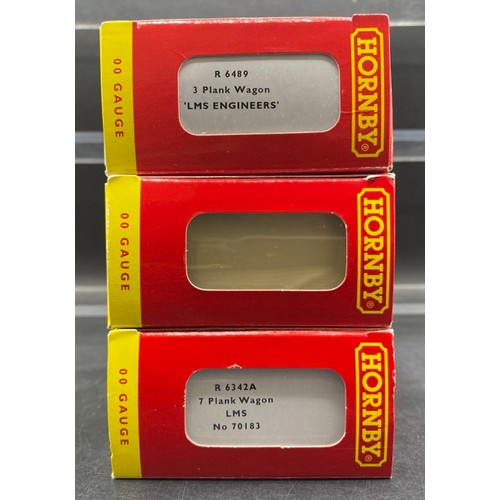 00 GAUGE
R 6489
3 Plank Wagon
'LMS ENGINEERS'
HORNBY®
00 GAUGE
HORNBY®
00 GAUGE
R 6342A
7 Plank Wagon
LMS
No 70183
HORNBY®